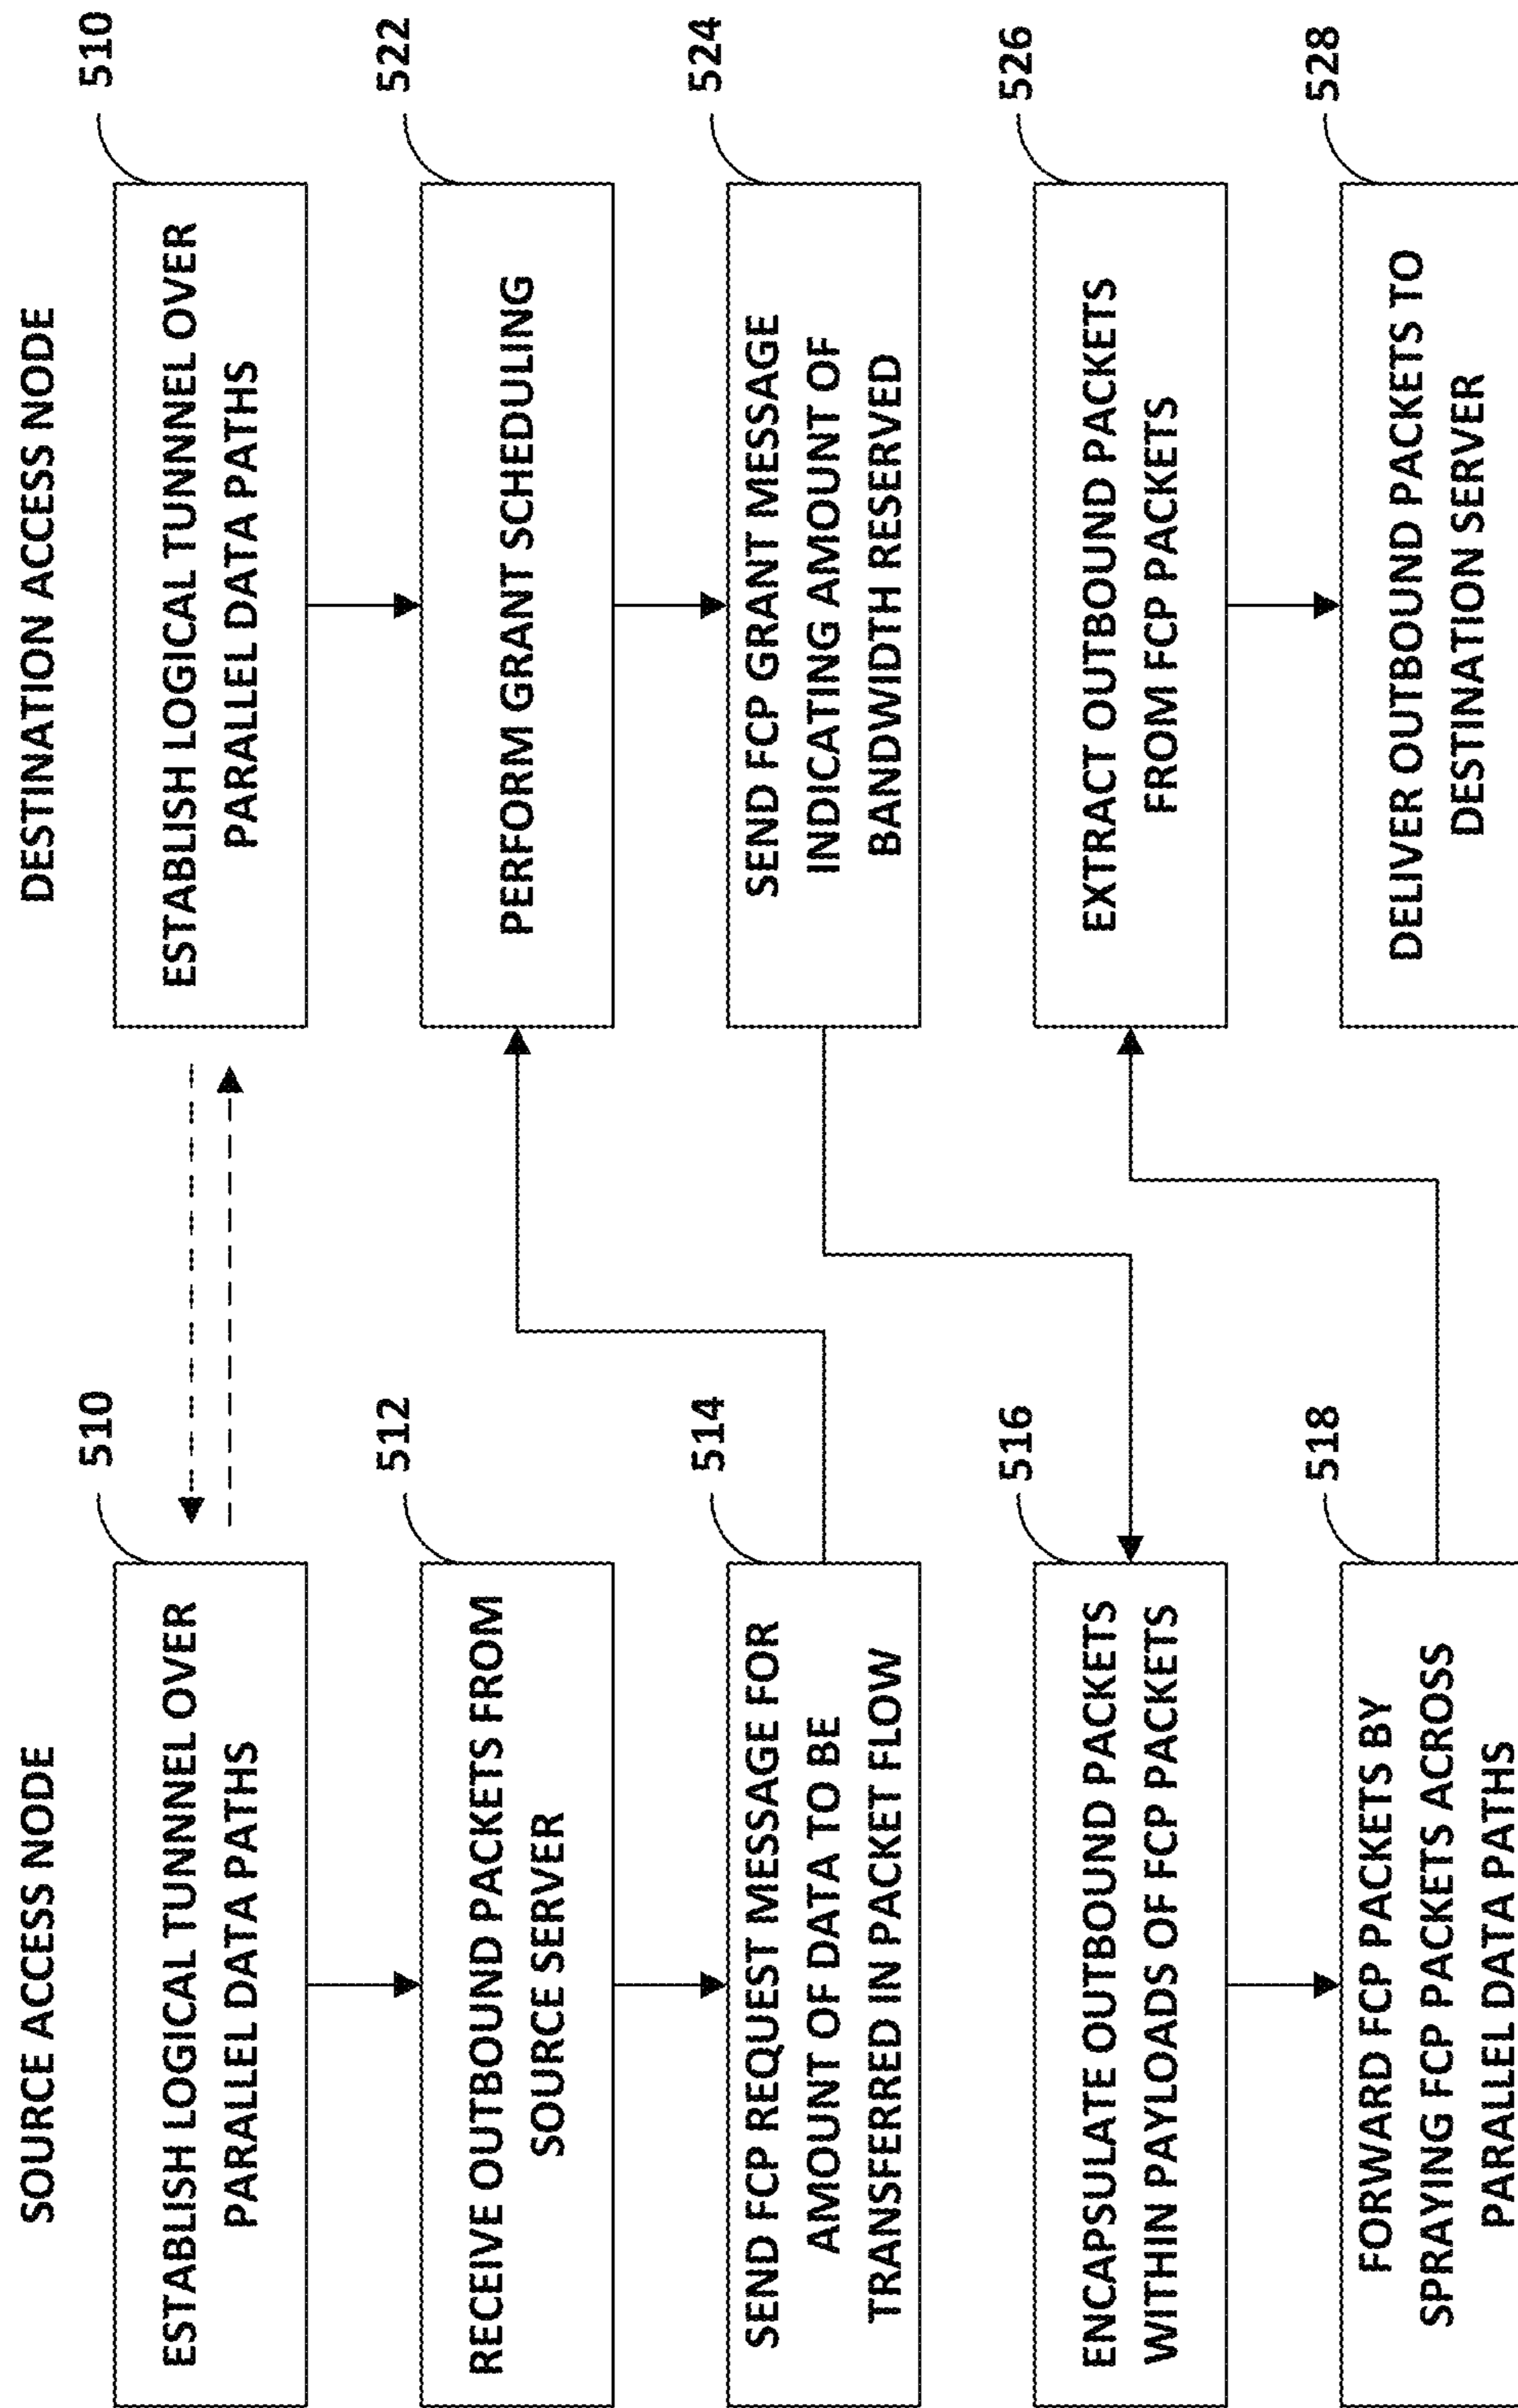 SOURCE ACCESS NODE
510
ESTABLISH LOGICAL TUNNNEL OVER
PARALLEL DATA PATHS
512
RECEIVE OUTBOUND PACKETS FROM
SOURCE SERVER
514
SEND FCP REQUEST MESSAGE FOR
AMOUNT OF DATA TO BE
TRANSFERRED IN PACKET FLOW
516
ENCAPSULATE OUTBOUND PACKETS
WITHIN PAYLOADS OF FCP PACKETS
518
FORWARD FCP PACKETS BY
SPRAYING FCP PACKETS ACROSS
PARALLEL DATA PATHS
DESTINATION ACCESS NODE
510
ESTABLISH LOGICAL TUNNNEL OVER
PARALLEL DATA PATHS
522
PERFORM GRANT SCHEDULING
524
SEND FCP GRANT MESSAGE
INDICATING AMOUNT OF
BANDWIDTH RESERVED
526
EXTRACT OUTBOUND PACKETS
FROM FCP PACKETS
528
DELIVER OUTBOUND PACKETS TO
DESTINATION SERVER